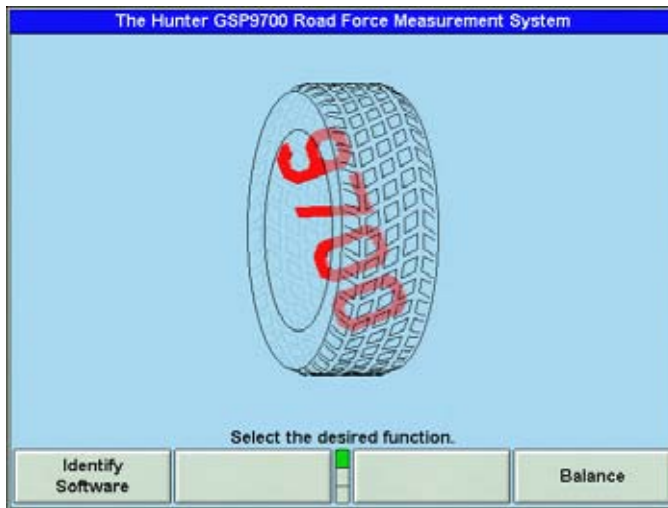 The Hunter GSP9700 Road Force Measurement System
9700
Select the desired function.
Identify
Software
Balance